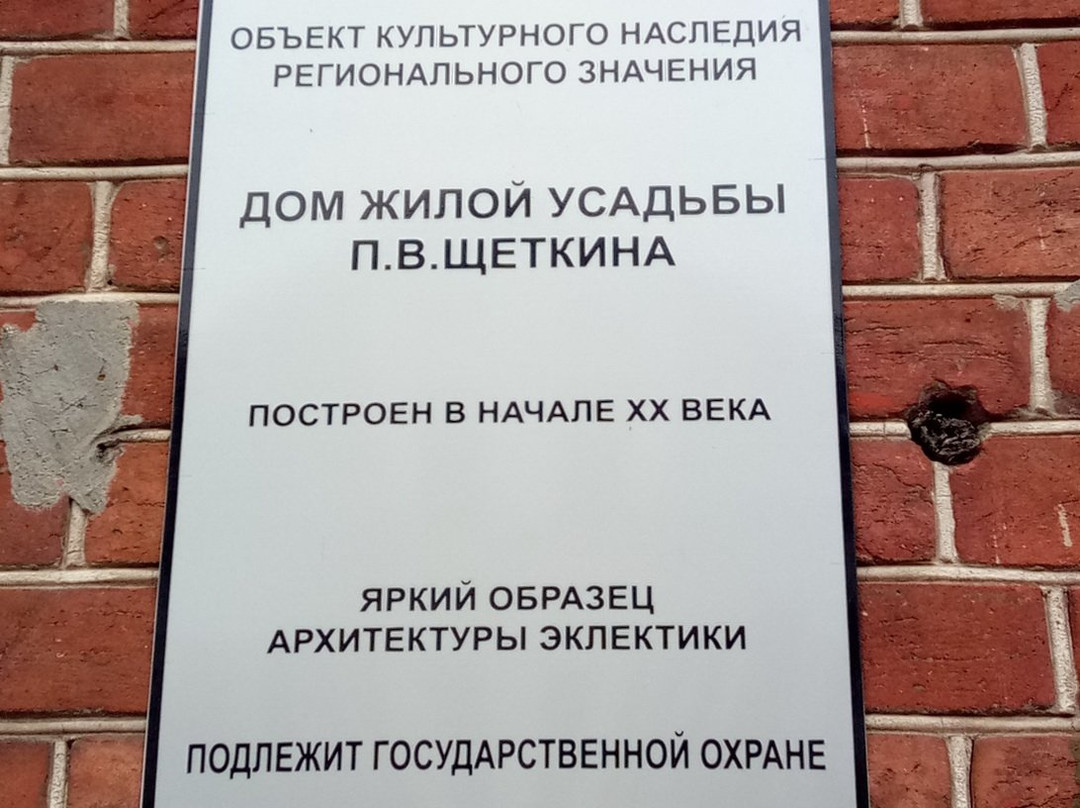 ОБЪЕКТ КУЛЬТУРНОГО НАСЛЕДИЯ
РЕГИОНАЛЬНОГО ЗНАЧЕНИЯ
ДОМ ЖИЛОЙ УСАДЬБЫ
П.В.ЩЕТКИНА
ПОСТРОЕН В НАЧАЛЕ XX ВЕКА
ЯРКИЙ ОБРАЗЕЦ
АРХИТЕКТУРЫ ЭКЛЕКТИКИ
ПОДЛЕЖИТ ГОСУДАРСТВЕННОЙ ОХРАНЕ